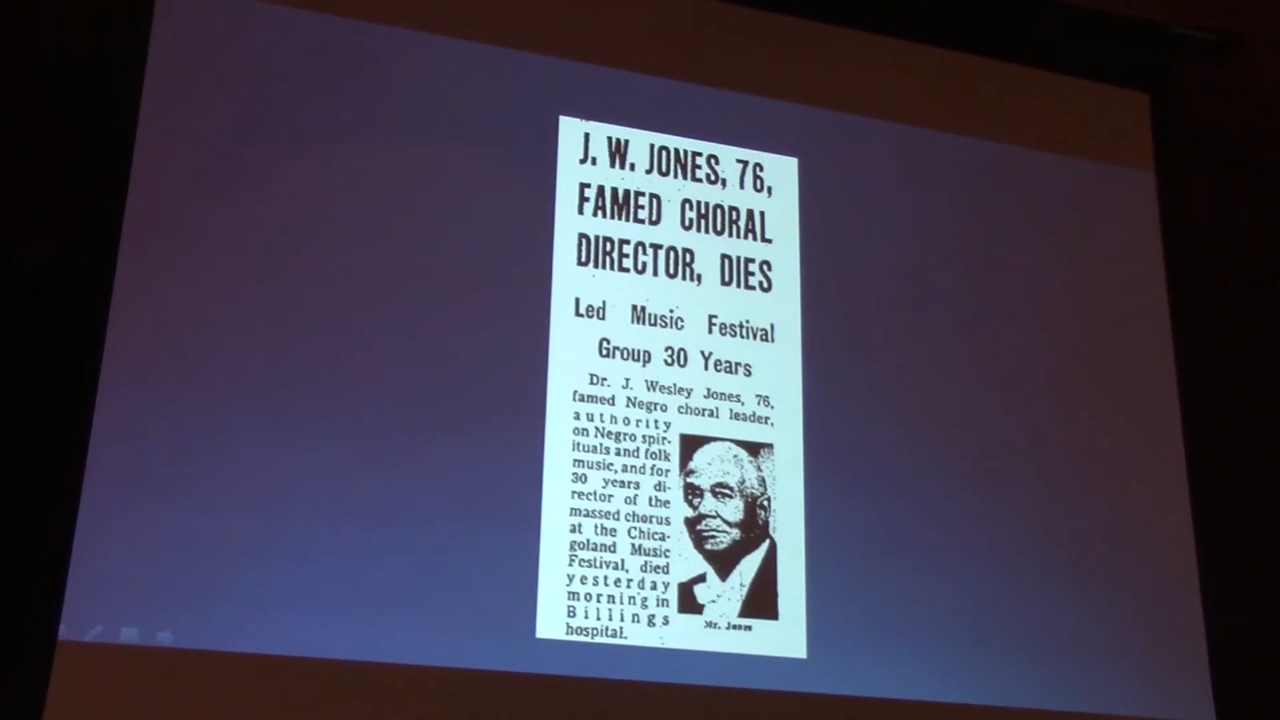 J. W. JONES, 76,
FAMED CHORAL
DIRECTOR, DIES
Led Music Festival
Group 30 Years
Dr. J. Wesley Jones, 76,
famed Negro choral leader,
authority
on Negro spir-
ituals and folk
music, and for
30 years di-
rector of the
massed chorus
at the Chica-
goland Music
Festival, died
yesterday
morning in
Billings
hospital.
Mr. Jones